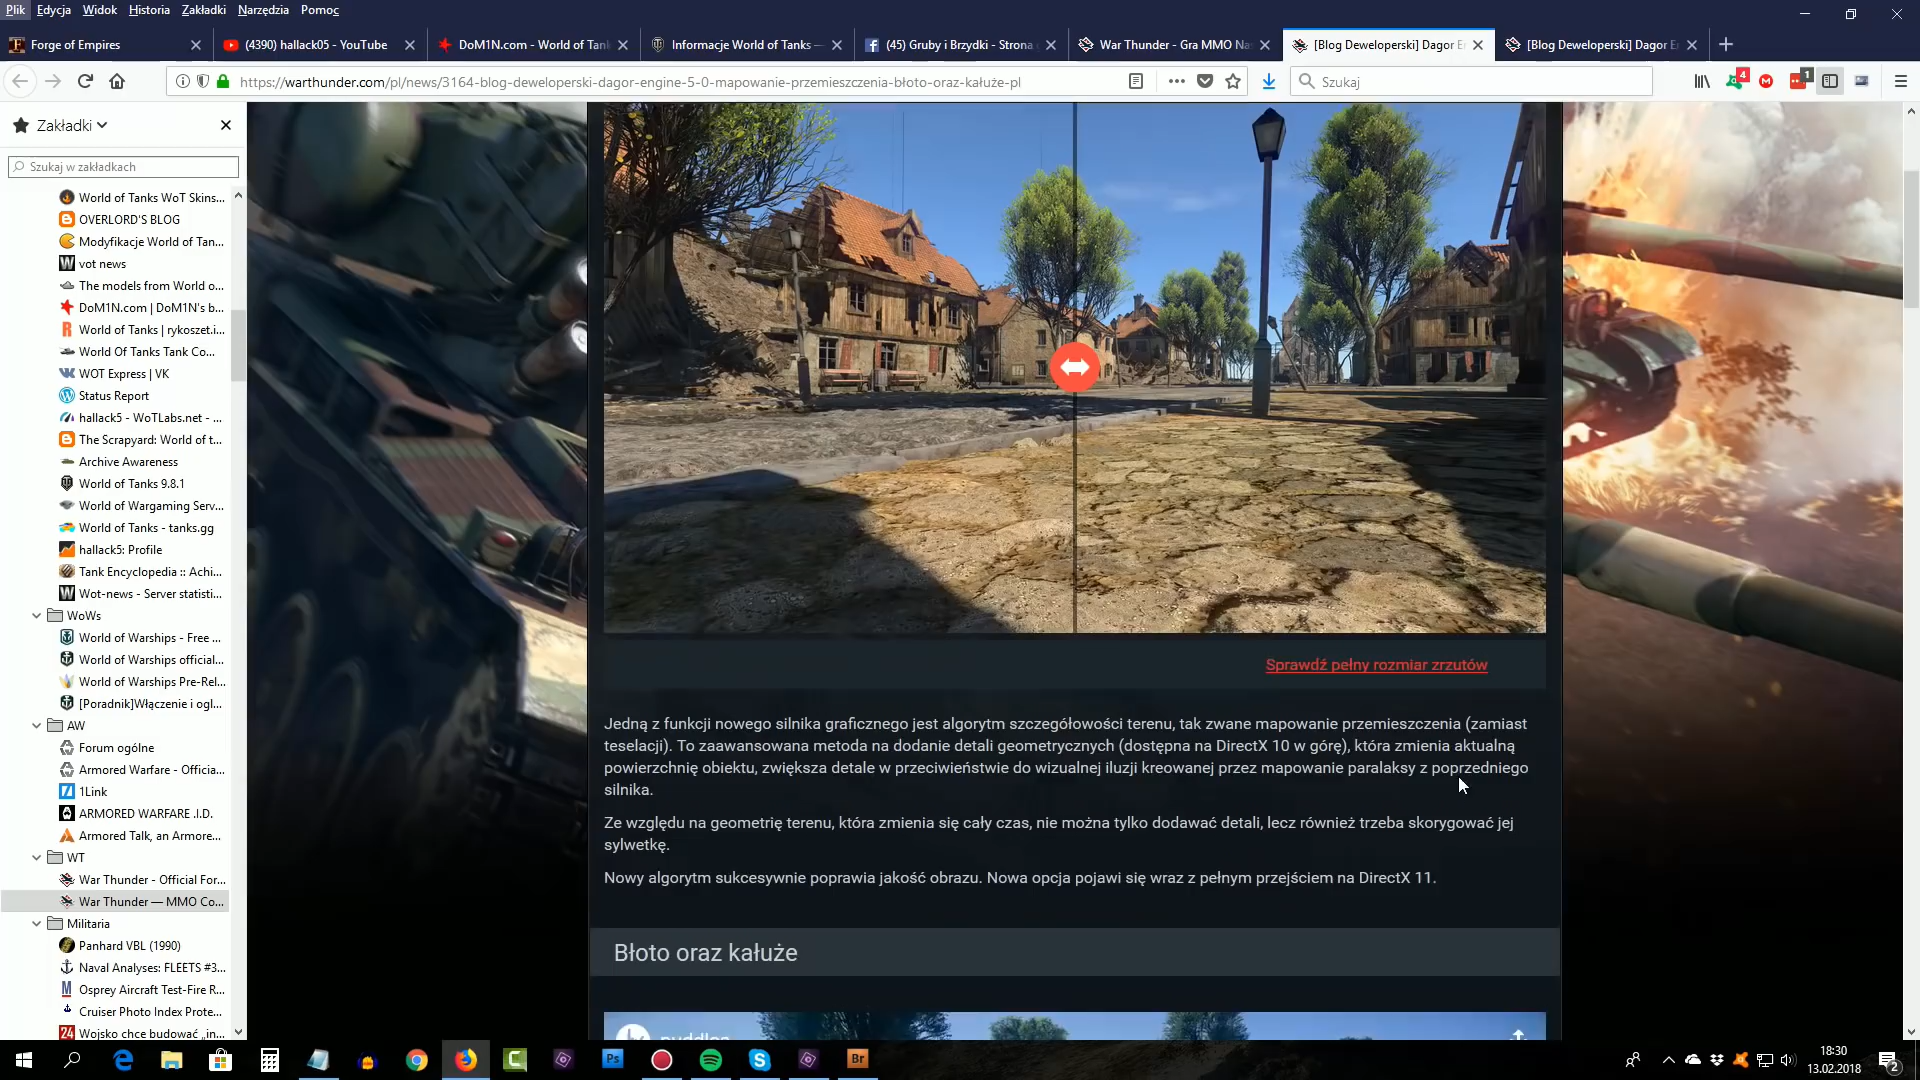 Plik Edycja Widok Historia Zakładki Narzędzia Pomoc
Forge of Empires
(4390) hallack05 - YouTube
DoM1N.com - World of Tan
Informacje World of Tanks —
(45) Gruby i Brzydki - Strona
War Thunder - Gra MMO Na
[Blog Deweloperski] Dagor E
[Blog Deweloperski] Dagor E
https://warthunder.com/pl/news/3164-blog-deweloperski-dagor-engine-5-0-mapowanie-przemieszczenia-błoto-oraz-kałuże-pl
Szukaj
4
1
Zakładki
Szukaj w zakładkach
World of Tanks WoT Skins...
OVERLORD'S BLOG
Modyfikacje World of Tan...
vot news
The models from World o...
DoM1N.com | DoM1N's b...
World of Tanks | rykoszet.i...
World Of Tanks Tank Co...
WOT Express | VK
Status Report
hallack5 - WoTLabs.net - ...
The Scrapyard: World of t...
Archive Awareness
World of Tanks 9.8.1
World of Wargaming Serv...
World of Tanks - tanks.gg
hallack5: Profile
Tank Encyclopedia :: Achi...
Wot-news - Server statisti...
WoWs
World of Warships - Free ...
World of Warships official...
World of Warships Pre-Rel...
[Poradnik]Włączenie i ogl...
AW
Forum ogólne
Armored Warfare - Officia...
1Link
ARMORED WARFARE .I.D.
Armored Talk, an Armore...
WT
War Thunder - Official For...
War Thunder — MMO Co...
Militaria
Panhard VBL (1990)
Naval Analyses: FLEETS #3...
Osprey Aircraft Test-Fire R...
Cruiser Photo Index Prote...
Wojsko chce budować „in...
Sprawdź pełny rozmiar zrzutów
Jedną z funkcji nowego silnika graficznego jest algorytm szczegółowości terenu, tak zwane mapowanie przemieszczenia (zamiast
teselacji). To zaawansowana metoda na dodanie detali geometrycznych (dostępna na DirectX 10 w górę), która zmienia aktualną
powierzchnię obiektu, zwiększa detale w przeciwieństwie do wizualnej iluzji kreowanej przez mapowanie paralaksy z poprzedniego
silnika.
Ze względu na geometrię terenu, która zmienia się cały czas, nie można tylko dodawać detali, lecz również trzeba skorygować jej
sylwetkę.
Nowy algorytm sukcesywnie poprawia jakość obrazu. Nowa opcja pojawi się wraz z pełnym przejściem na DirectX 11.
Błoto oraz kałuże
puddles
Ps
Br
18:30
13.02.2018
2